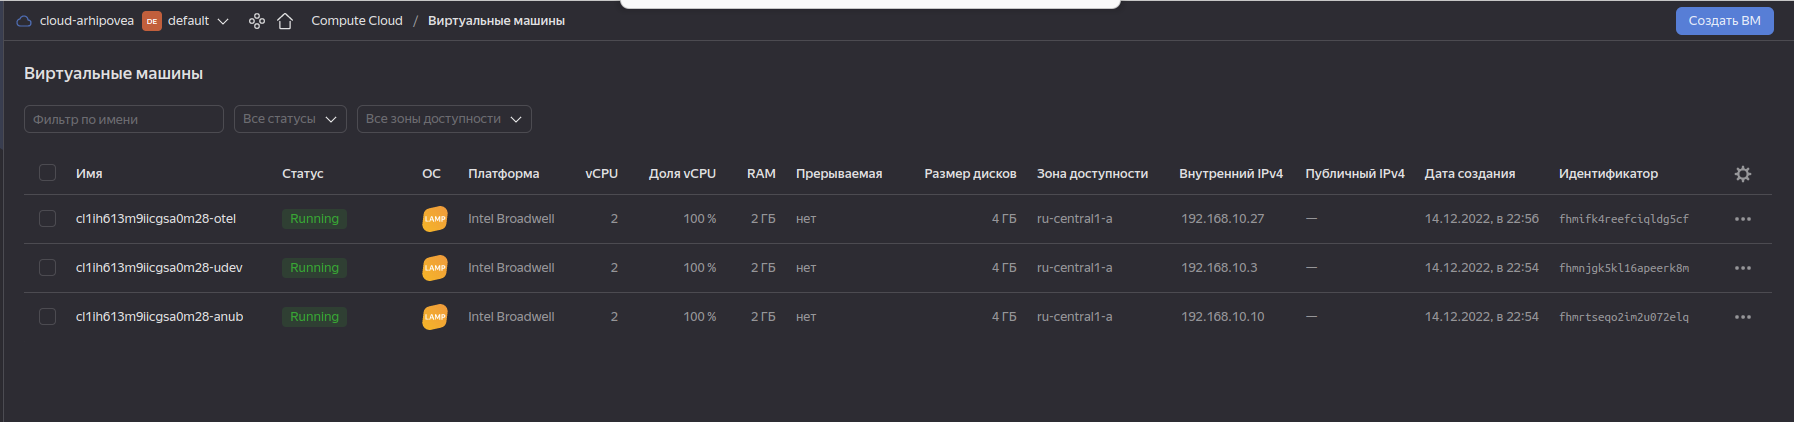 cloud-arhipovea DE default Compute Cloud / Виртуальные машины Создать ВМ
Виртуальные машины
Фильтр по имени Все статусы Все зоны доступности
Имя Статус ОС Платформа vCPU Доля vCPU RAM Прерываемая Размер дисков Зона доступности Внутренний IPv4 Публичный IPv4 Дата создания Идентификатор
cl1ih613m9iicgsa0m28-otel Running LAMP Intel Broadwell 2 100 % 2 ГБ нет 4 ГБ ru-central1-a 192.168.10.27 — 14.12.2022, в 22:56 fhmifk4reefciqldg5cf
cl1ih613m9iicgsa0m28-udev Running LAMP Intel Broadwell 2 100 % 2 ГБ нет 4 ГБ ru-central1-a 192.168.10.3 — 14.12.2022, в 22:54 fhmnjgk5kl16apeerk8m
cl1ih613m9iicgsa0m28-anub Running LAMP Intel Broadwell 2 100 % 2 ГБ нет 4 ГБ ru-central1-a 192.168.10.10 — 14.12.2022, в 22:54 fhmrtseqo2im2u072elq